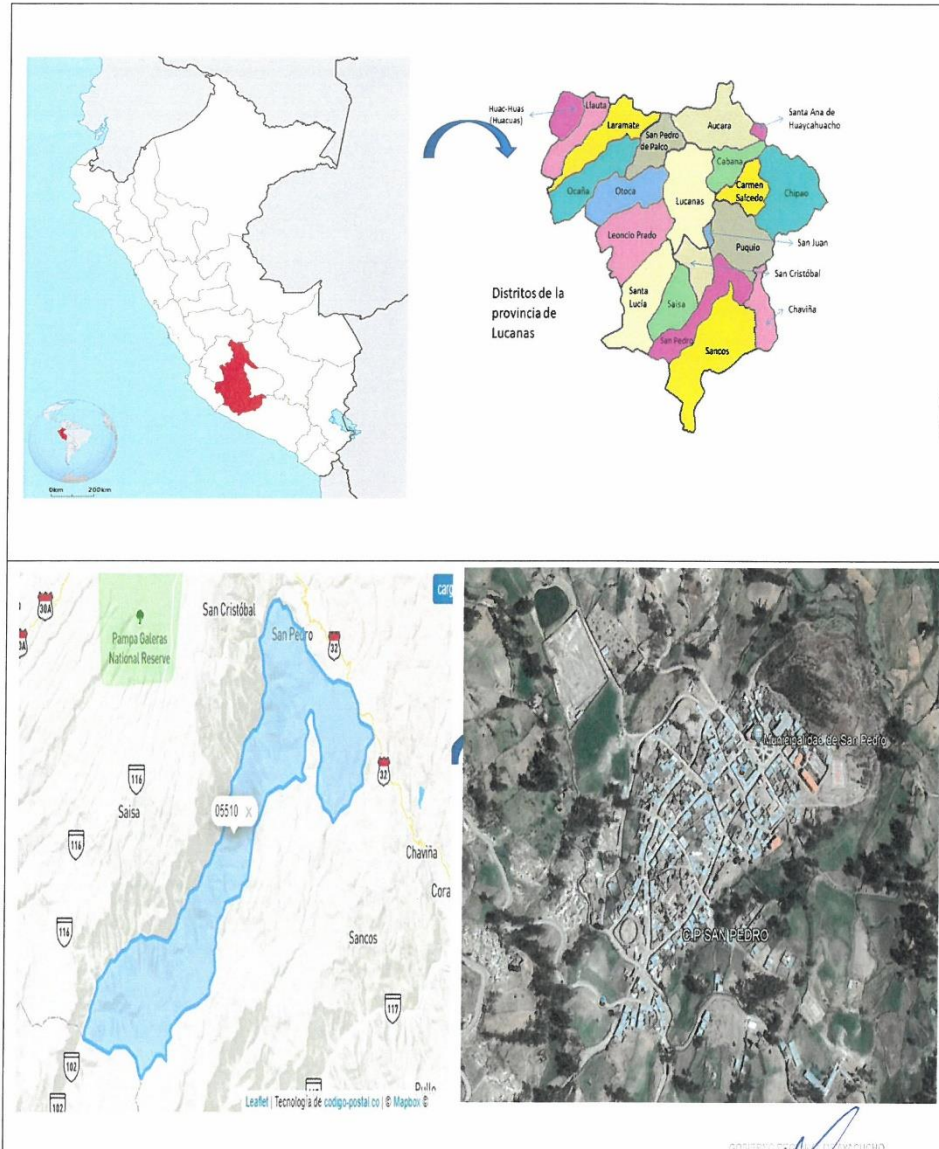 0km 200km
Huac-Huas
(Huacuas)
Llauta
Laramate
San Pedro
de Palco
Aucara
Santa Ana de
Huaycahuacho
Cabana
Ocaña
Otoca
Lucanas
Carmen
Salcedo
Chipao
Leoncio Prado
Puquio
San Juan
San Cristóbal
Santa
Lucia
Saisa
Chaviña
San Pedro
Sancos
Distritos de la
provincia de
Lucanas
30A
Pampa Galeras
National Reserve
San Cristóbal
San Pedro
carg
32
32
116
Saisa
05510 x
116
Chaviña
Cora
116
Sancos
117
102
102
Leaflet | Tecnología de codigo-postal co | © Mapbox ©
Municipalidad de San Pedro
C.P SAN PEDRO